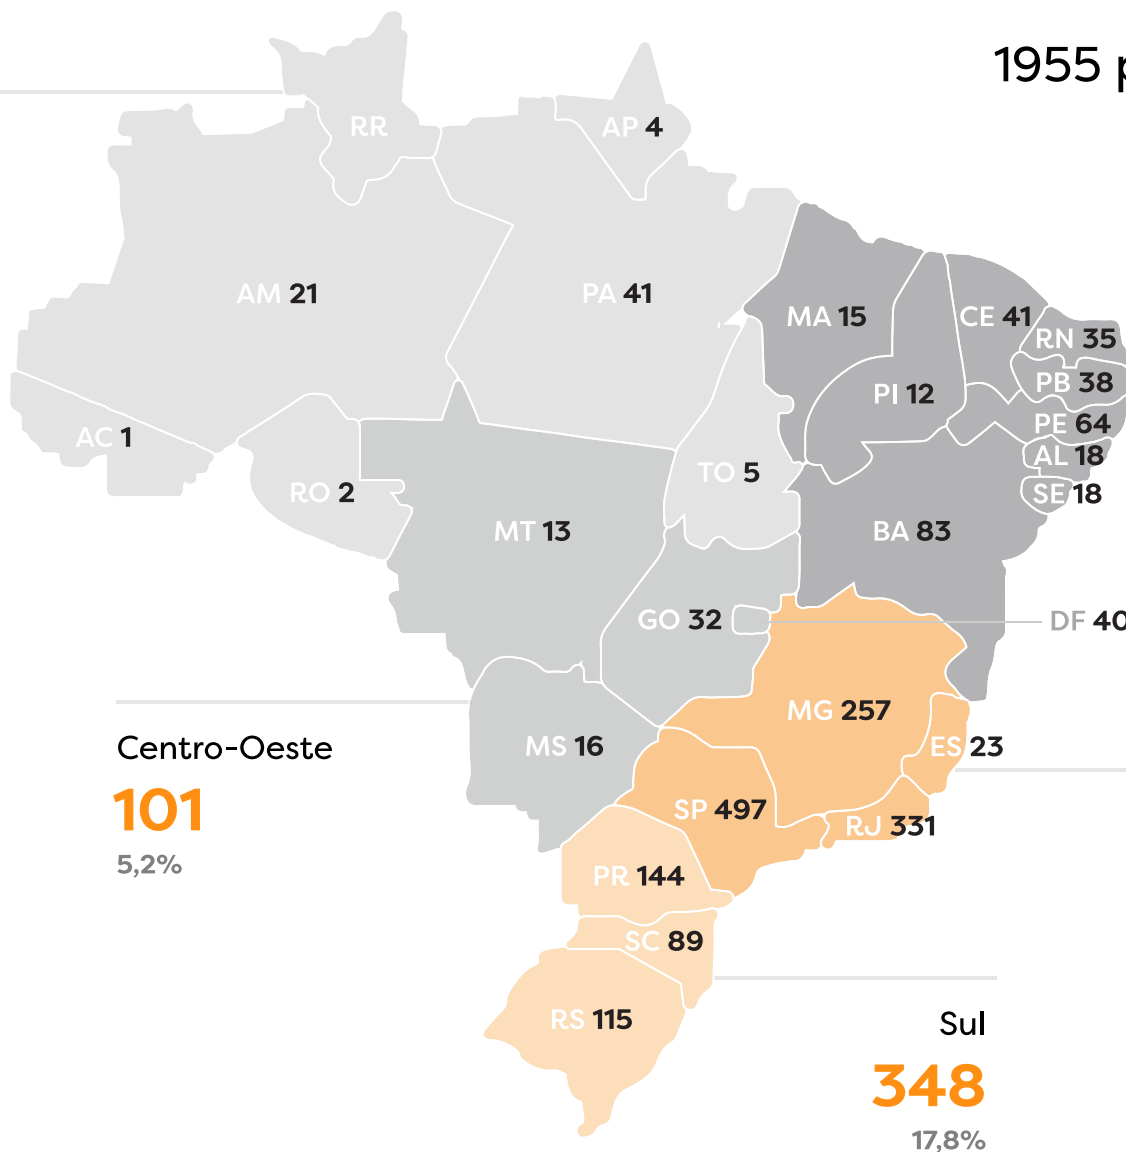 1955 p
RR
AP 4
AM 21
PA 41
MA 15
CE 41
RN 35
PB 38
PI 12
PE 64
AC 1
AL 18
TO 5
RO 2
SE 18
MT 13
BA 83
GO 32
DF 40
MG 257
MS 16
ES 23
Centro-Oeste
101
5,2%
SP 497
RJ 331
PR 144
SC 89
RS 115
Sul
348
17,8%